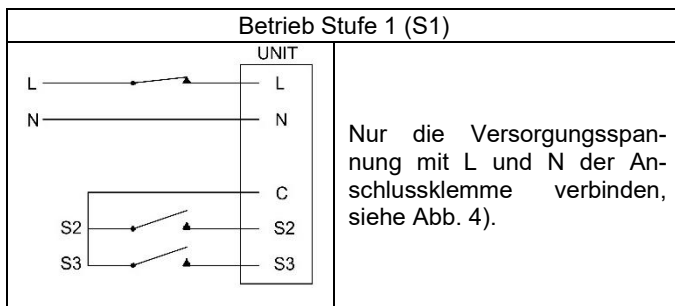 Betrieb Stufe 1 (S1)
UNIT
L L
N N
C
S2 S2
S3 S3
Nur die Versorgungsspan-
nung mit L und N der An-
schlussklemme verbinden,
siehe Abb. 4).